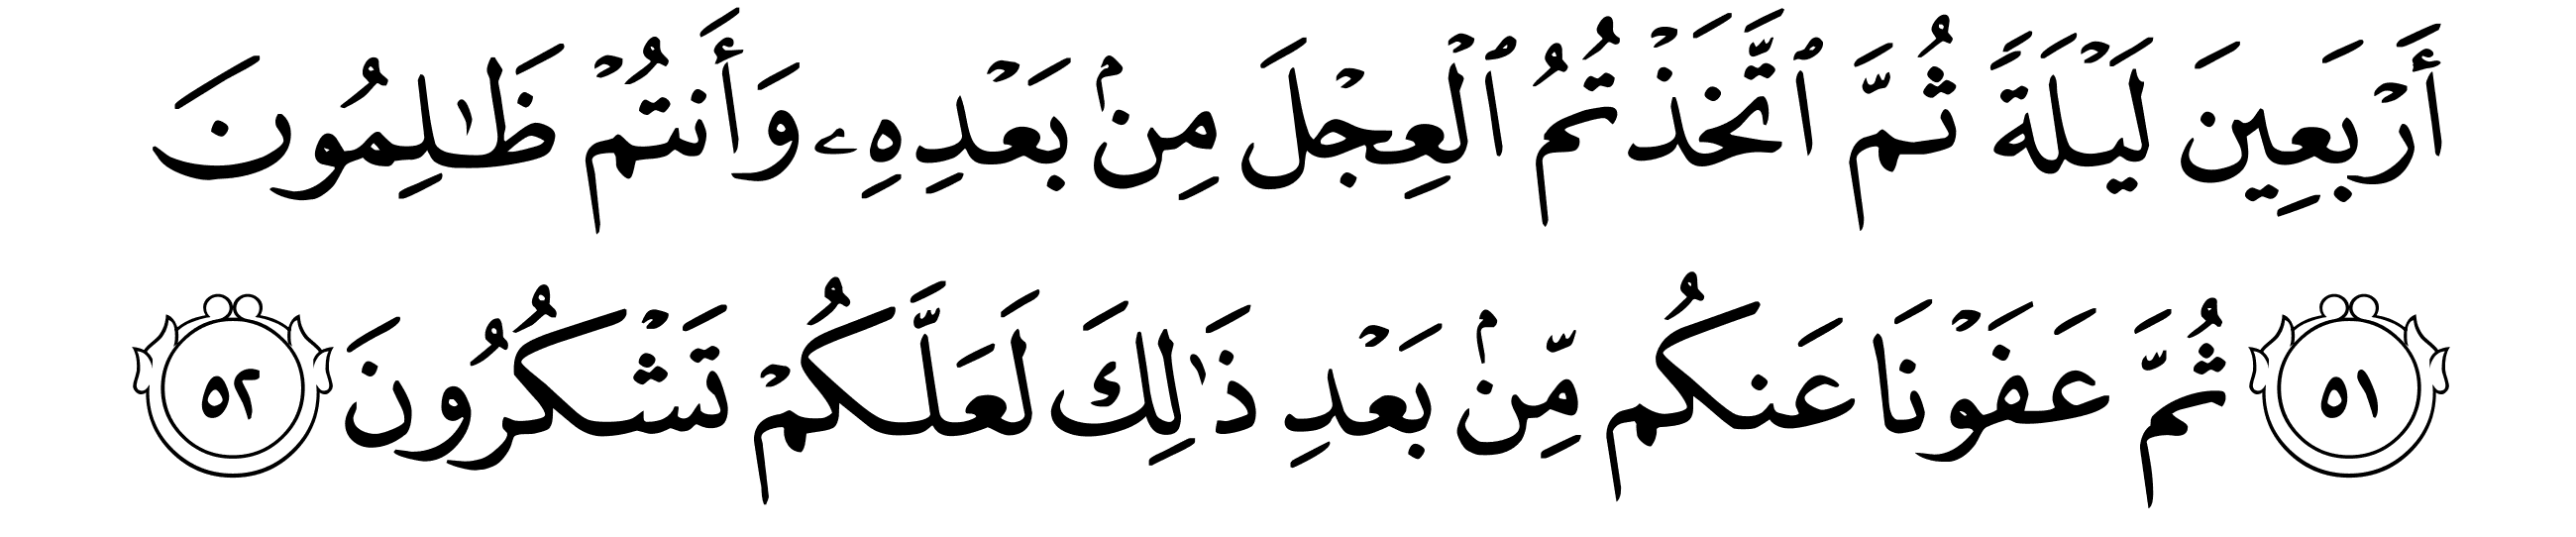 أَرْبَعِينَ لَيْلَةً ثُمَّ ٱتَّخَذْتُمُ ٱلْعِجْلَ مِنۢ بَعْدِهِۦ وَأَنتُمْ ظَٰلِمُونَ
٥١ ثُمَّ عَفَوْنَا عَنكُم مِّنۢ بَعْدِ ذَٰلِكَ لَعَلَّكُمْ تَشْكُرُونَ ٥٢